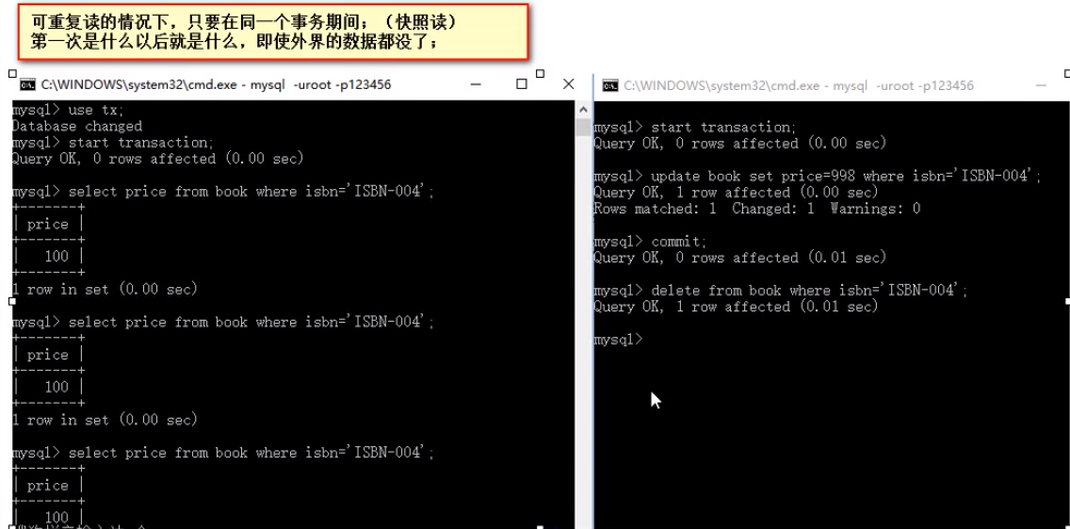 可重复读的情况下，只要在同一个事务期间；（快照读）
第一次是什么以后就是什么，即使外界的数据都没了；
C:\WINDOWS\system32\cmd.exe - mysql -uroot -p123456
mysql> use tx;
Database changed
mysql> start transaction;
Query OK, 0 rows affected (0.00 sec)
mysql> select price from book where isbn='ISBN-004';
+-------+
| price |
+-------+
|   100 |
+-------+
1 row in set (0.00 sec)
mysql> select price from book where isbn='ISBN-004';
+-------+
| price |
+-------+
|   100 |
+-------+
1 row in set (0.00 sec)
mysql> select price from book where isbn='ISBN-004';
+-------+
| price |
+-------+
|   100 |
C:\WINDOWS\system32\cmd.exe - mysql -uroot -p123456
mysql> start transaction;
Query OK, 0 rows affected (0.00 sec)
mysql> update book set price=998 where isbn='ISBN-004';
Query OK, 1 row affected (0.00 sec)
Rows matched: 1  Changed: 1  Warnings: 0
mysql> commit;
Query OK, 0 rows affected (0.01 sec)
mysql> delete from book where isbn='ISBN-004';
Query OK, 1 row affected (0.01 sec)
mysql>